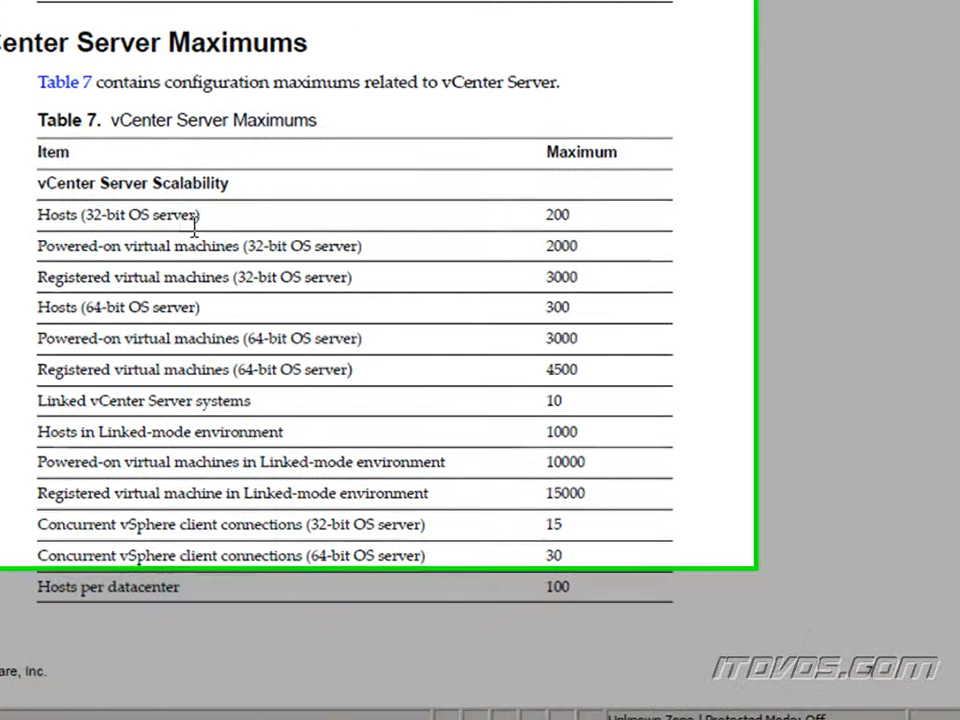 Center Server Maximums
Table 7 contains configuration maximums related to vCenter Server.
Table 7. vCenter Server Maximums
Item Maximum
vCenter Server Scalability
Hosts (32-bit OS server) 200
Powered-on virtual machines (32-bit OS server) 2000
Registered virtual machines (32-bit OS server) 3000
Hosts (64-bit OS server) 300
Powered-on virtual machines (64-bit OS server) 3000
Registered virtual machines (64-bit OS server) 4500
Linked vCenter Server systems 10
Hosts in Linked-mode environment 1000
Powered-on virtual machines in Linked-mode environment 10000
Registered virtual machine in Linked-mode environment 15000
Concurrent vSphere client connections (32-bit OS server) 15
Concurrent vSphere client connections (64-bit OS server) 30
Hosts per datacenter 100
are, Inc.
ITOVOS.COM
Unknown Zone | Protected Mode: Off